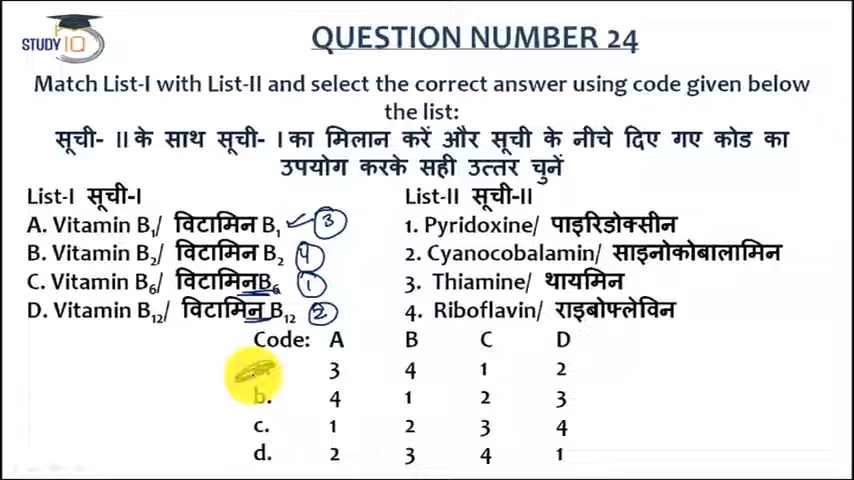 STUDY IQ
QUESTION NUMBER 24
Match List-I with List-II and select the correct answer using code given below
the list:
सूची- II के साथ सूची- I का मिलान करें और सूची के नीचे दिए गए कोड का
उपयोग करके सही उत्तर चुनें
List-I सूची-I
List-II सूची-II
A. Vitamin B₁/ विटामिन B₁ 3
1. Pyridoxine/ पाइरिडोक्सीन
B. Vitamin B₂/ विटामिन B₂ 4
2. Cyanocobalamin/ साइनोकोबालामिन
C. Vitamin B₆/ विटामिनB₆ 1
3. Thiamine/ थायमिन
D. Vitamin B₁₂/ विटामिन B₁₂ 2
4. Riboflavin/ राइबोफ्लेविन
Code: A B C D
3 4 1 2
b. 4 1 2 3
c. 1 2 3 4
d. 2 3 4 1